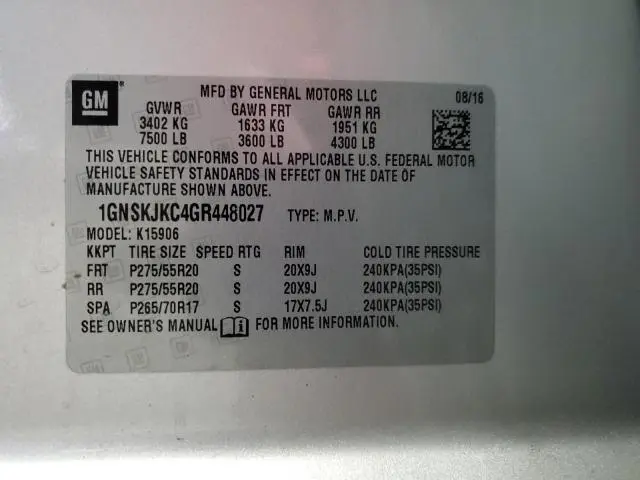 GM
MFD BY GENERAL MOTORS LLC 08/16
GVWR GAWR FRT GAWR RR
3402 KG 1633 KG 1951 KG
7500 LB 3600 LB 4300 LB
THIS VEHICLE CONFORMS TO ALL APPLICABLE U.S. FEDERAL MOTOR
VEHICLE SAFETY STANDARDS IN EFFECT ON THE DATE OF
MANUFACTURE SHOWN ABOVE.
1GNSKJKC4GR448027 TYPE: M.P.V.
MODEL: K15906
KKPT TIRE SIZE SPEED RTG RIM COLD TIRE PRESSURE
FRT P275/55R20 S 20X9J 240KPA(35PSI)
RR P275/55R20 S 20X9J 240KPA(35PSI)
SPA P265/70R17 S 17X7.5J 240KPA(35PSI)
SEE OWNER'S MANUAL i FOR MORE INFORMATION.